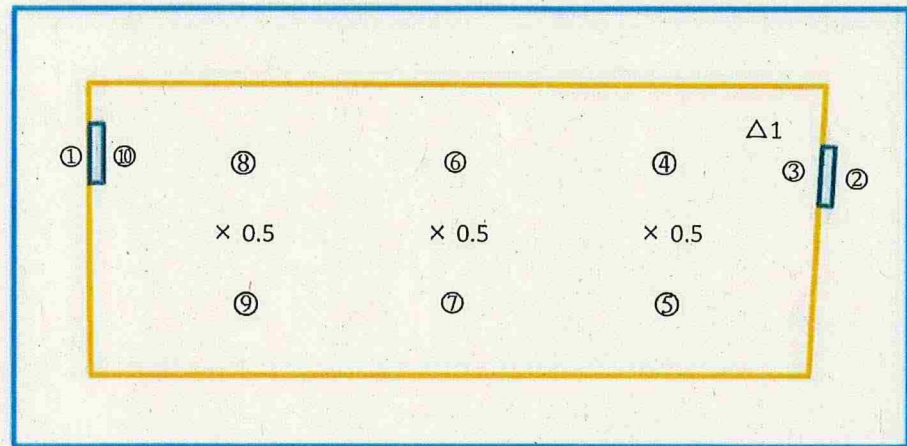 △1
① ⑩ ⑧ ⑥ ④ ③ ②
× 0.5 × 0.5 × 0.5
⑨ ⑦ ⑤